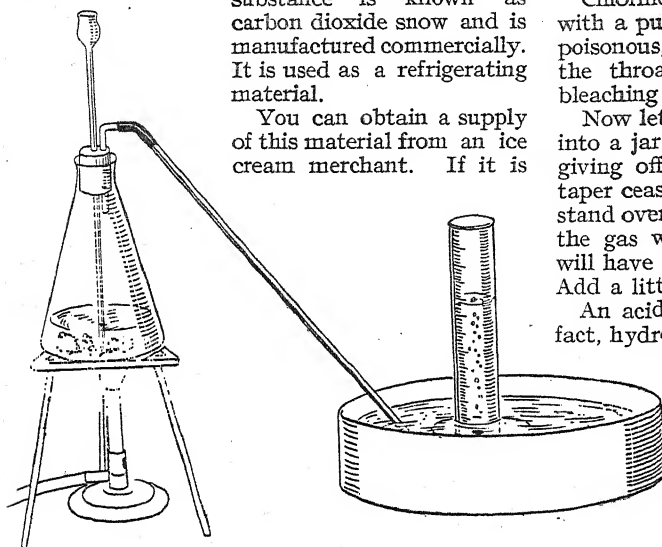 substance is known as
carbon dioxide snow and is
manufactured commercially.
It is used as a refrigerating
material.
You can obtain a supply
of this material from an ice
cream merchant. If it is
with a pu
poisonous,
the throa
bleaching
Now let
into a jar
giving off
taper ceas
stand over
the gas w
will have
Add a litt
An acid
fact, hydro